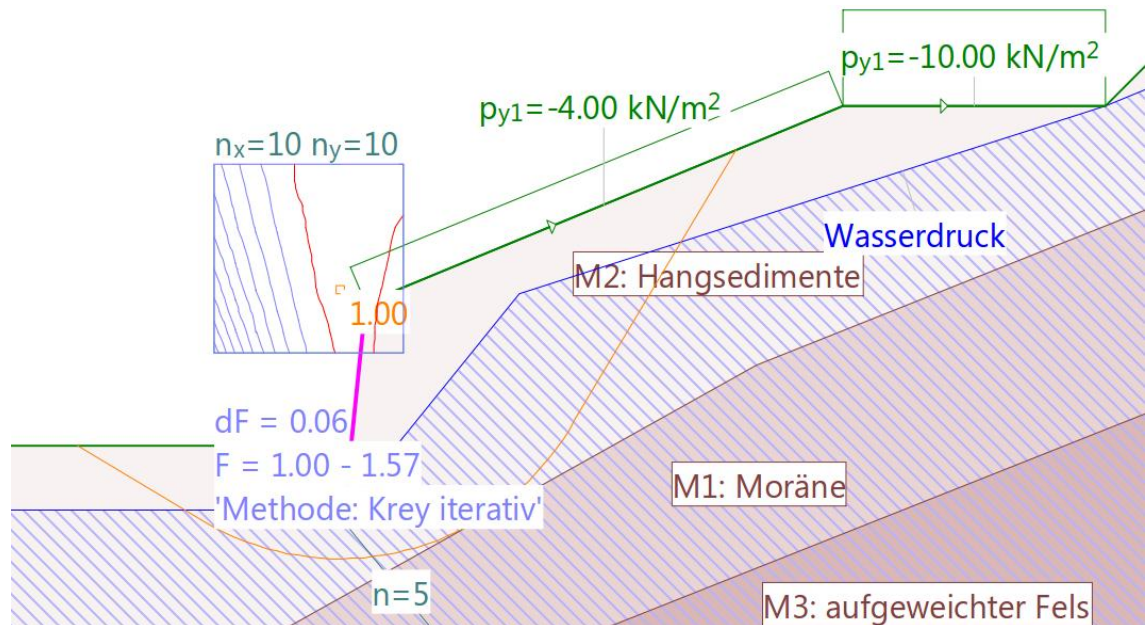 py1=-10.00 kN/m²
py1=-4.00 kN/m²
nx=10 ny=10
Wasserdruck
M2: Hangsedimente
1.00
dF = 0.06
F = 1.00 - 1.57
M1: Moräne
'Methode: Krey iterativ'
n=5
M3: aufgeweichter Fels